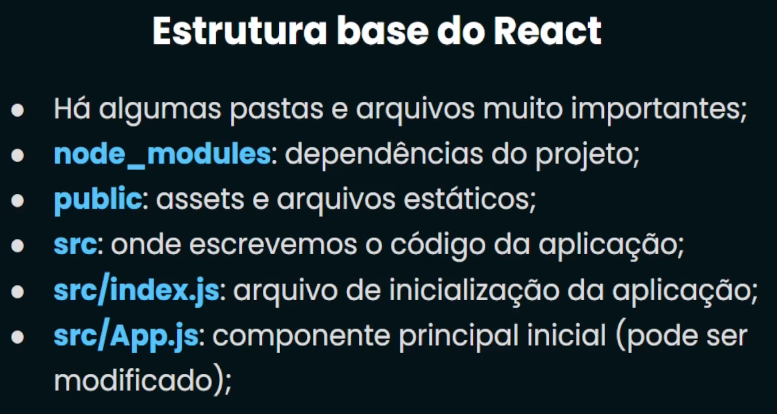 Estrutura base do React
● Há algumas pastas e arquivos muito importantes;
● node_modules: dependências do projeto;
● public: assets e arquivos estáticos;
● src: onde escrevemos o código da aplicação;
● src/index.js: arquivo de inicialização da aplicação;
● src/App.js: componente principal inicial (pode ser
modificado);